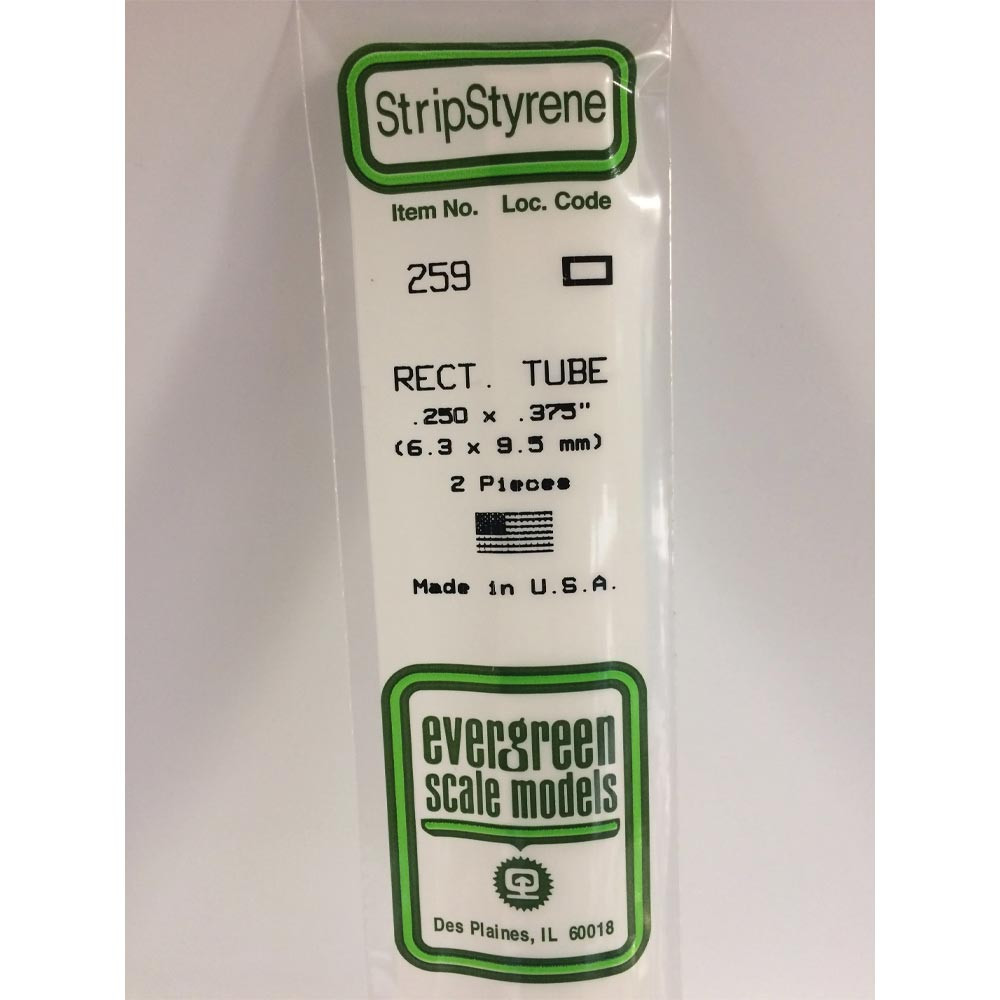 StripStyrene
Item No. Loc. Code
259
RECT. TUBE
.250 x .375"
(6.3 x 9.5 mm)
2 Pieces
Made in U.S.A.
evergreen
scale models
Des Plaines, IL 60018